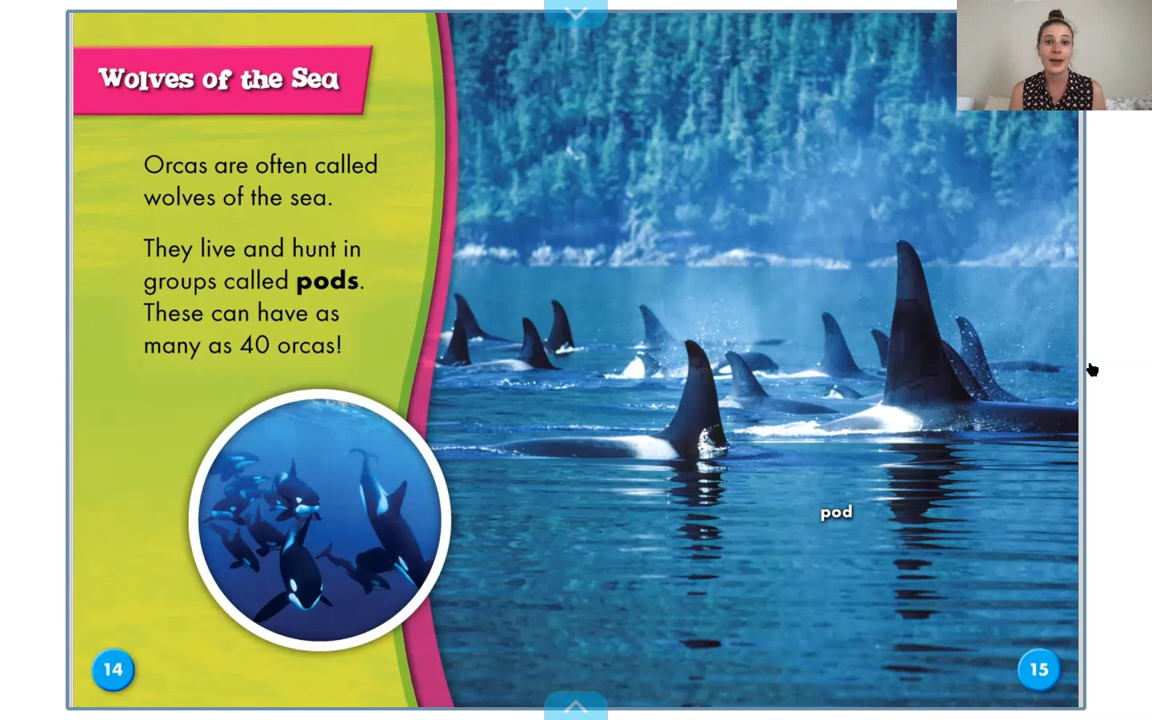 Wolves of the Sea
Orcas are often called
wolves of the sea.
They live and hunt in
groups called pods.
These can have as
many as 40 orcas!
pod
14
15